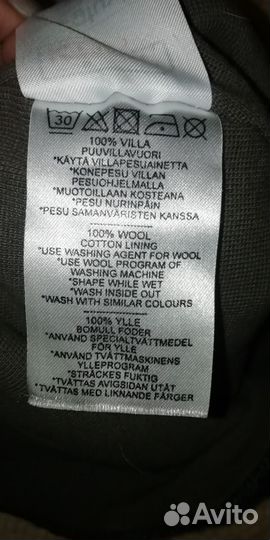 30
100% VILLA
PUUVILLAVUORI
*KÄYTÄ VILLAPESUAINETTA
*KONEPESU VILLAN
PESUOHJELMALLA
*MUOTOILLAAN KOSTEANA
*PESU NURINPÄIN
*PESU SAMANVÄRISTEN KANSSA
100% WOOL
COTTON LINING
*USE WASHING AGENT FOR WOOL
*USE WOOL PROGRAM OF
WASHING MACHINE
*SHAPE WHILE WET
*WASH INSIDE OUT
*WASH WITH SIMILAR COLOURS
100% YLLE
BOMULL FODER
*ANVÄND SPECIALTVÄTTMEDEL
FÖR YLLE
*ANVÄND TVÄTTMASKINENS
YLLEPROGRAM
*STRÄCKES FUKTIG
*TVÄTTAS AVIGSIDAN UTÅT
*TVÄTTAS MED LIKNANDE FÄRGER
Avito